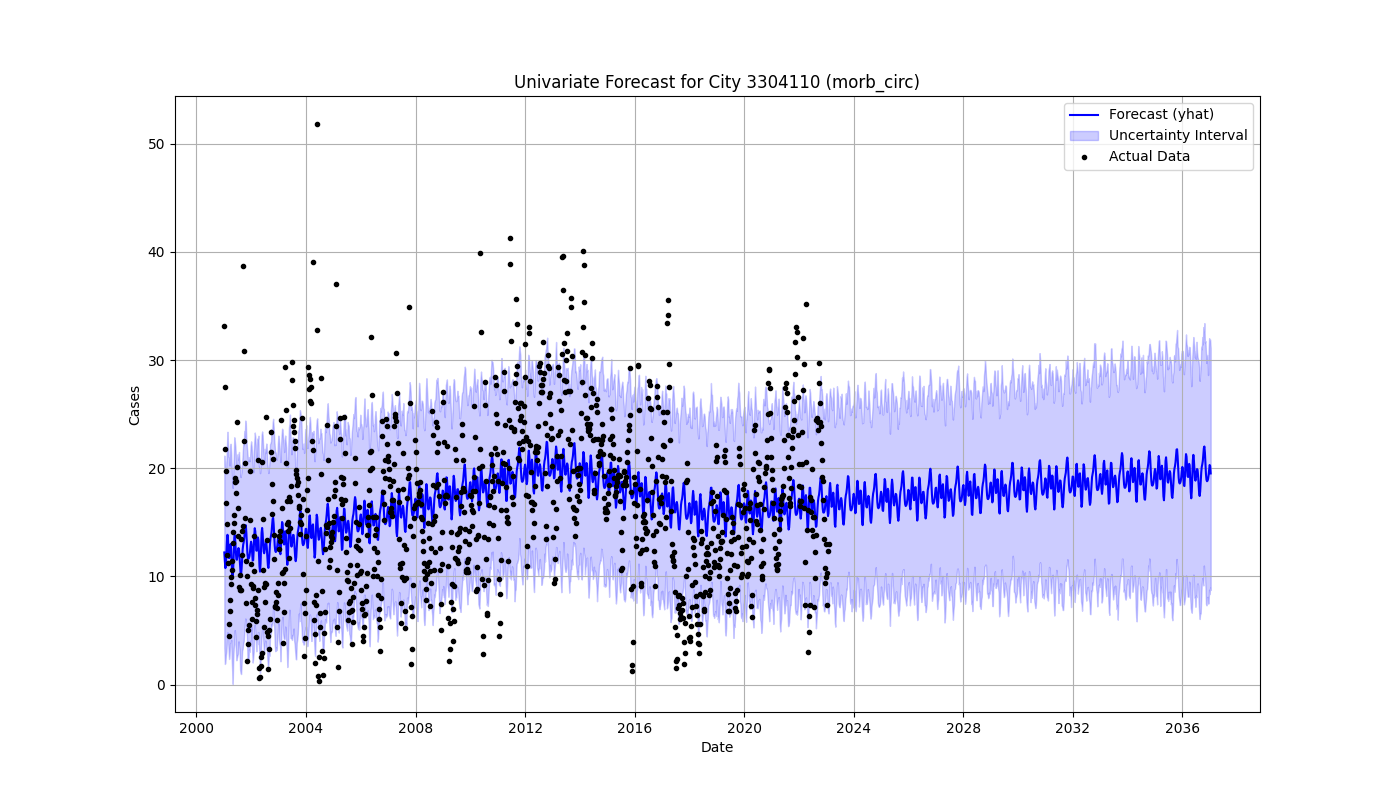 Univariate Forecast for City 3304110 (morb_circ)
Forecast (yhat)
Uncertainty Interval
Actual Data
50
40
30
20
10
0
Cases
2000 2004 2008 2012 2016 2020 2024 2028 2032 2036
Date